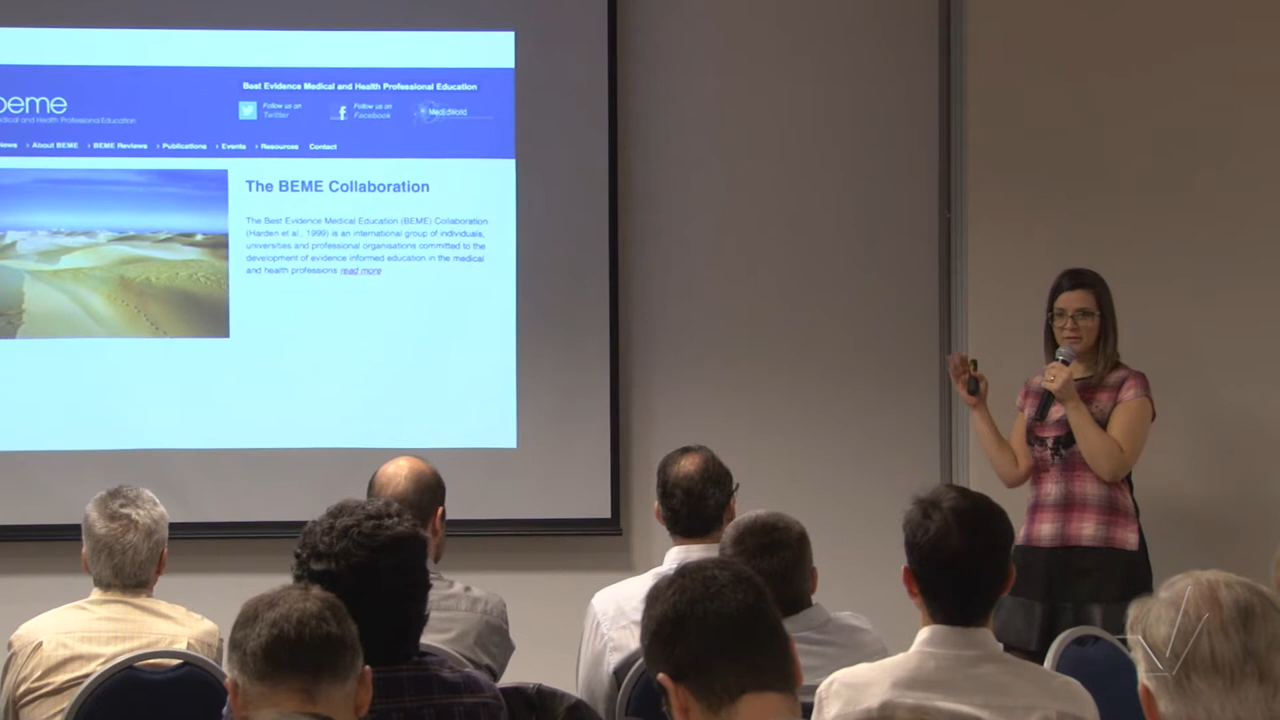 Best Evidence Medical and Health Professional Education
beme
Follow us on
Twitter
Follow us on
Facebook
MedEdWorld
edical and Health Professional Education
News › About BEME › BEME Reviews › Publications › Events › Resources Contact
The BEME Collaboration
The Best Evidence Medical Education (BEME) Collaboration
(Harden et al., 1999) is an international group of individuals,
universities and professional organisations committed to the
development of evidence informed education in the medical
and health professions read more